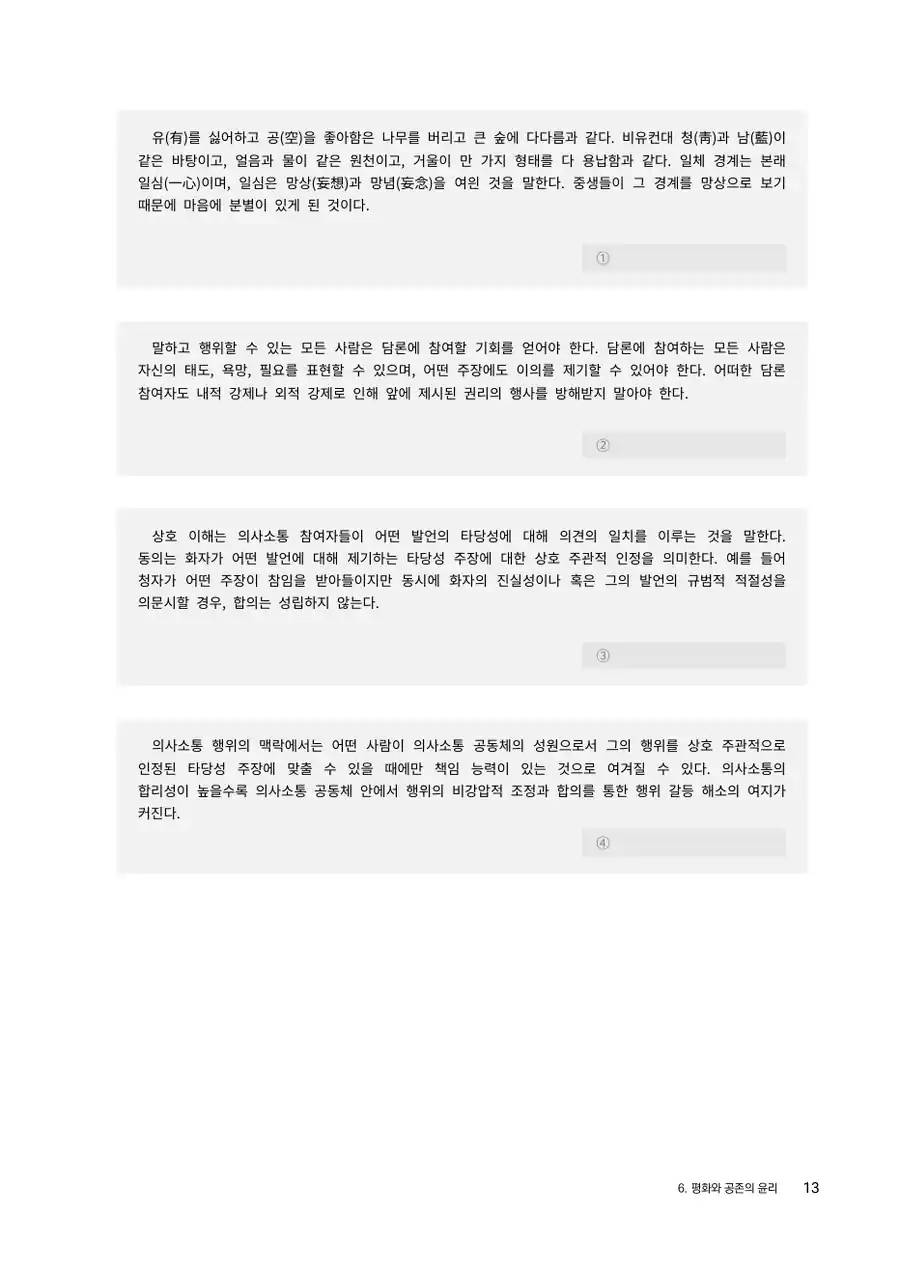 유(有)를 싫어하고 공(空)을 좋아함은 나무를 버리고 큰 숲에 다다름과 같다. 비유컨대 청(靑)과 남(藍)이
같은 바탕이고, 얼음과 물이 같은 원천이고, 거울이 만 가지 형태를 다 용납함과 같다. 일체 경계는 본래
일심(一心)이며, 일심은 망상(妄想)과 망념(妄念)을 여읜 것을 말한다. 중생들이 그 경계를 망상으로 보기
때문에 마음에 분별이 있게 된 것이다.
①
말하고 행위할 수 있는 모든 사람은 담론에 참여할 기회를 얻어야 한다. 담론에 참여하는 모든 사람은
자신의 태도, 욕망, 필요를 표현할 수 있으며, 어떤 주장에도 이의를 제기할 수 있어야 한다. 어떠한 담론
참여자도 내적 강제나 외적 강제로 인해 앞에 제시된 권리의 행사를 방해받지 말아야 한다.
②
상호 이해는 의사소통 참여자들이 어떤 발언의 타당성에 대해 의견의 일치를 이루는 것을 말한다.
동의는 화자가 어떤 발언에 대해 제기하는 타당성 주장에 대한 상호 주관적 인정을 의미한다. 예를 들어
청자가 어떤 주장이 참임을 받아들이지만 동시에 화자의 진실성이나 혹은 그의 발언의 규범적 적절성을
의문시할 경우, 합의는 성립하지 않는다.
③
의사소통 행위의 맥락에서는 어떤 사람이 의사소통 공동체의 성원으로서 그의 행위를 상호 주관적으로
인정된 타당성 주장에 맞출 수 있을 때에만 책임 능력이 있는 것으로 여겨질 수 있다. 의사소통의
합리성이 높을수록 의사소통 공동체 안에서 행위의 비강압적 조정과 합의를 통한 행위 갈등 해소의 여지가
커진다.
④
6. 평화와 공존의 윤리 13